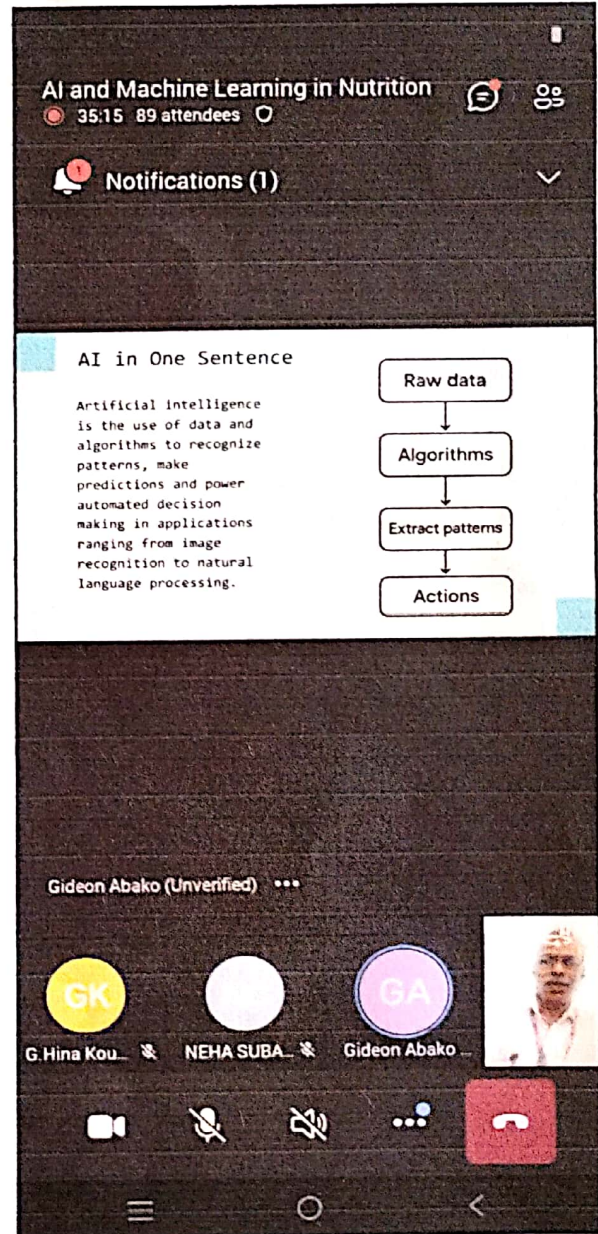 AI and Machine Learning in Nutrition
35:15 89 attendees
1
Notifications (1)
AI in One Sentence
Artificial intelligence
is the use of data and
algorithms to recognize
patterns, make
predictions and power
automated decision
making in applications
ranging from image
recognition to natural
language processing.
Raw data
Algorithms
Extract patterns
Actions
Gideon Abako (Unverified) •••
GK
GA
G.Hina Kou...
NEHA SUBA...
Gideon Abako ...